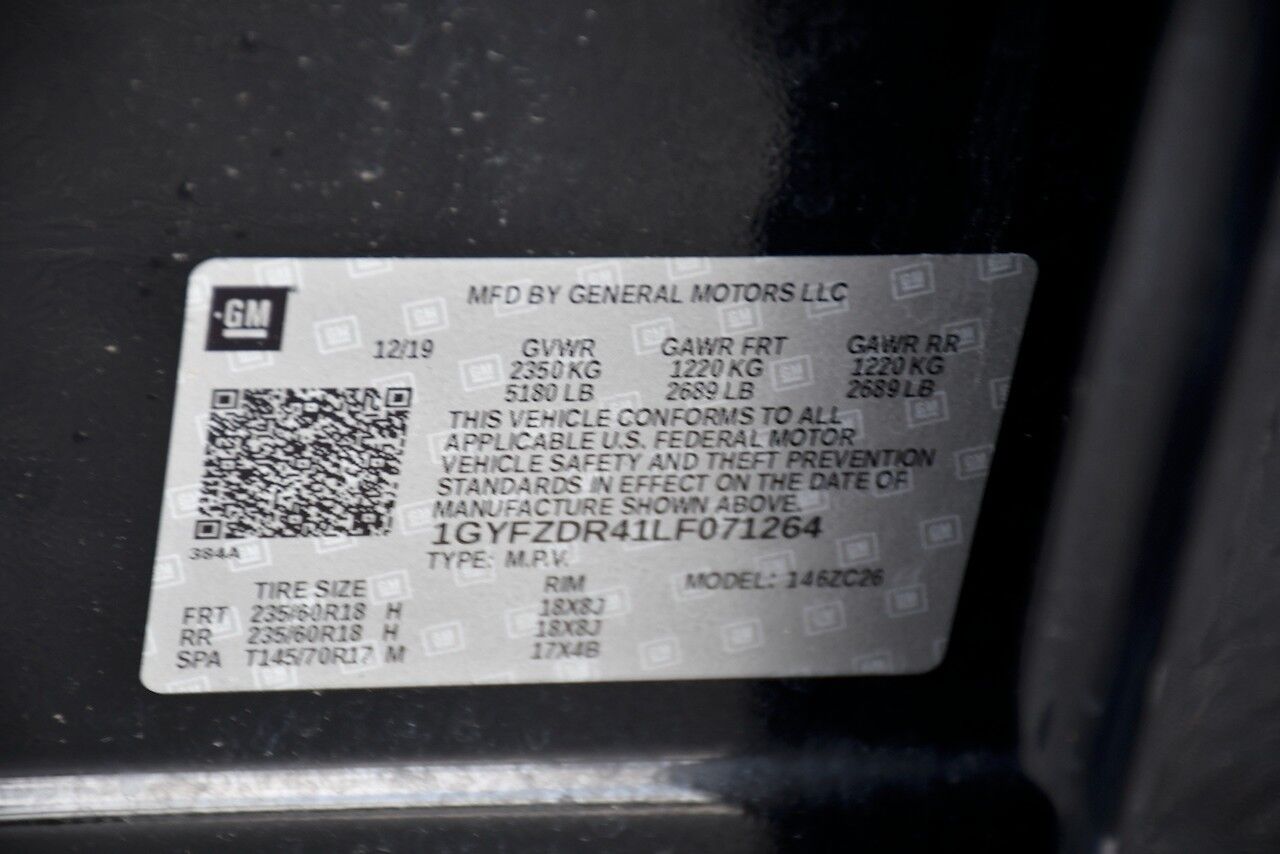 GM
MFD BY GENERAL MOTORS LLC
12/19 GVWR GAWR FRT GAWR RR
2350 KG 1220 KG 1220 KG
5180 LB 2689 LB 2689 LB
THIS VEHICLE CONFORMS TO ALL
APPLICABLE U.S. FEDERAL MOTOR
VEHICLE SAFETY AND THEFT PREVENTION
STANDARDS IN EFFECT ON THE DATE OF
MANUFACTURE SHOWN ABOVE.
1GYFZDR41LF071264
384A
TYPE: M.P.V.
TIRE SIZE RIM MODEL: 146ZC26
FRT 235/60R18 H 18X8J
RR 235/60R18 H 18X8J
SPA T145/70R17 M 17X4B